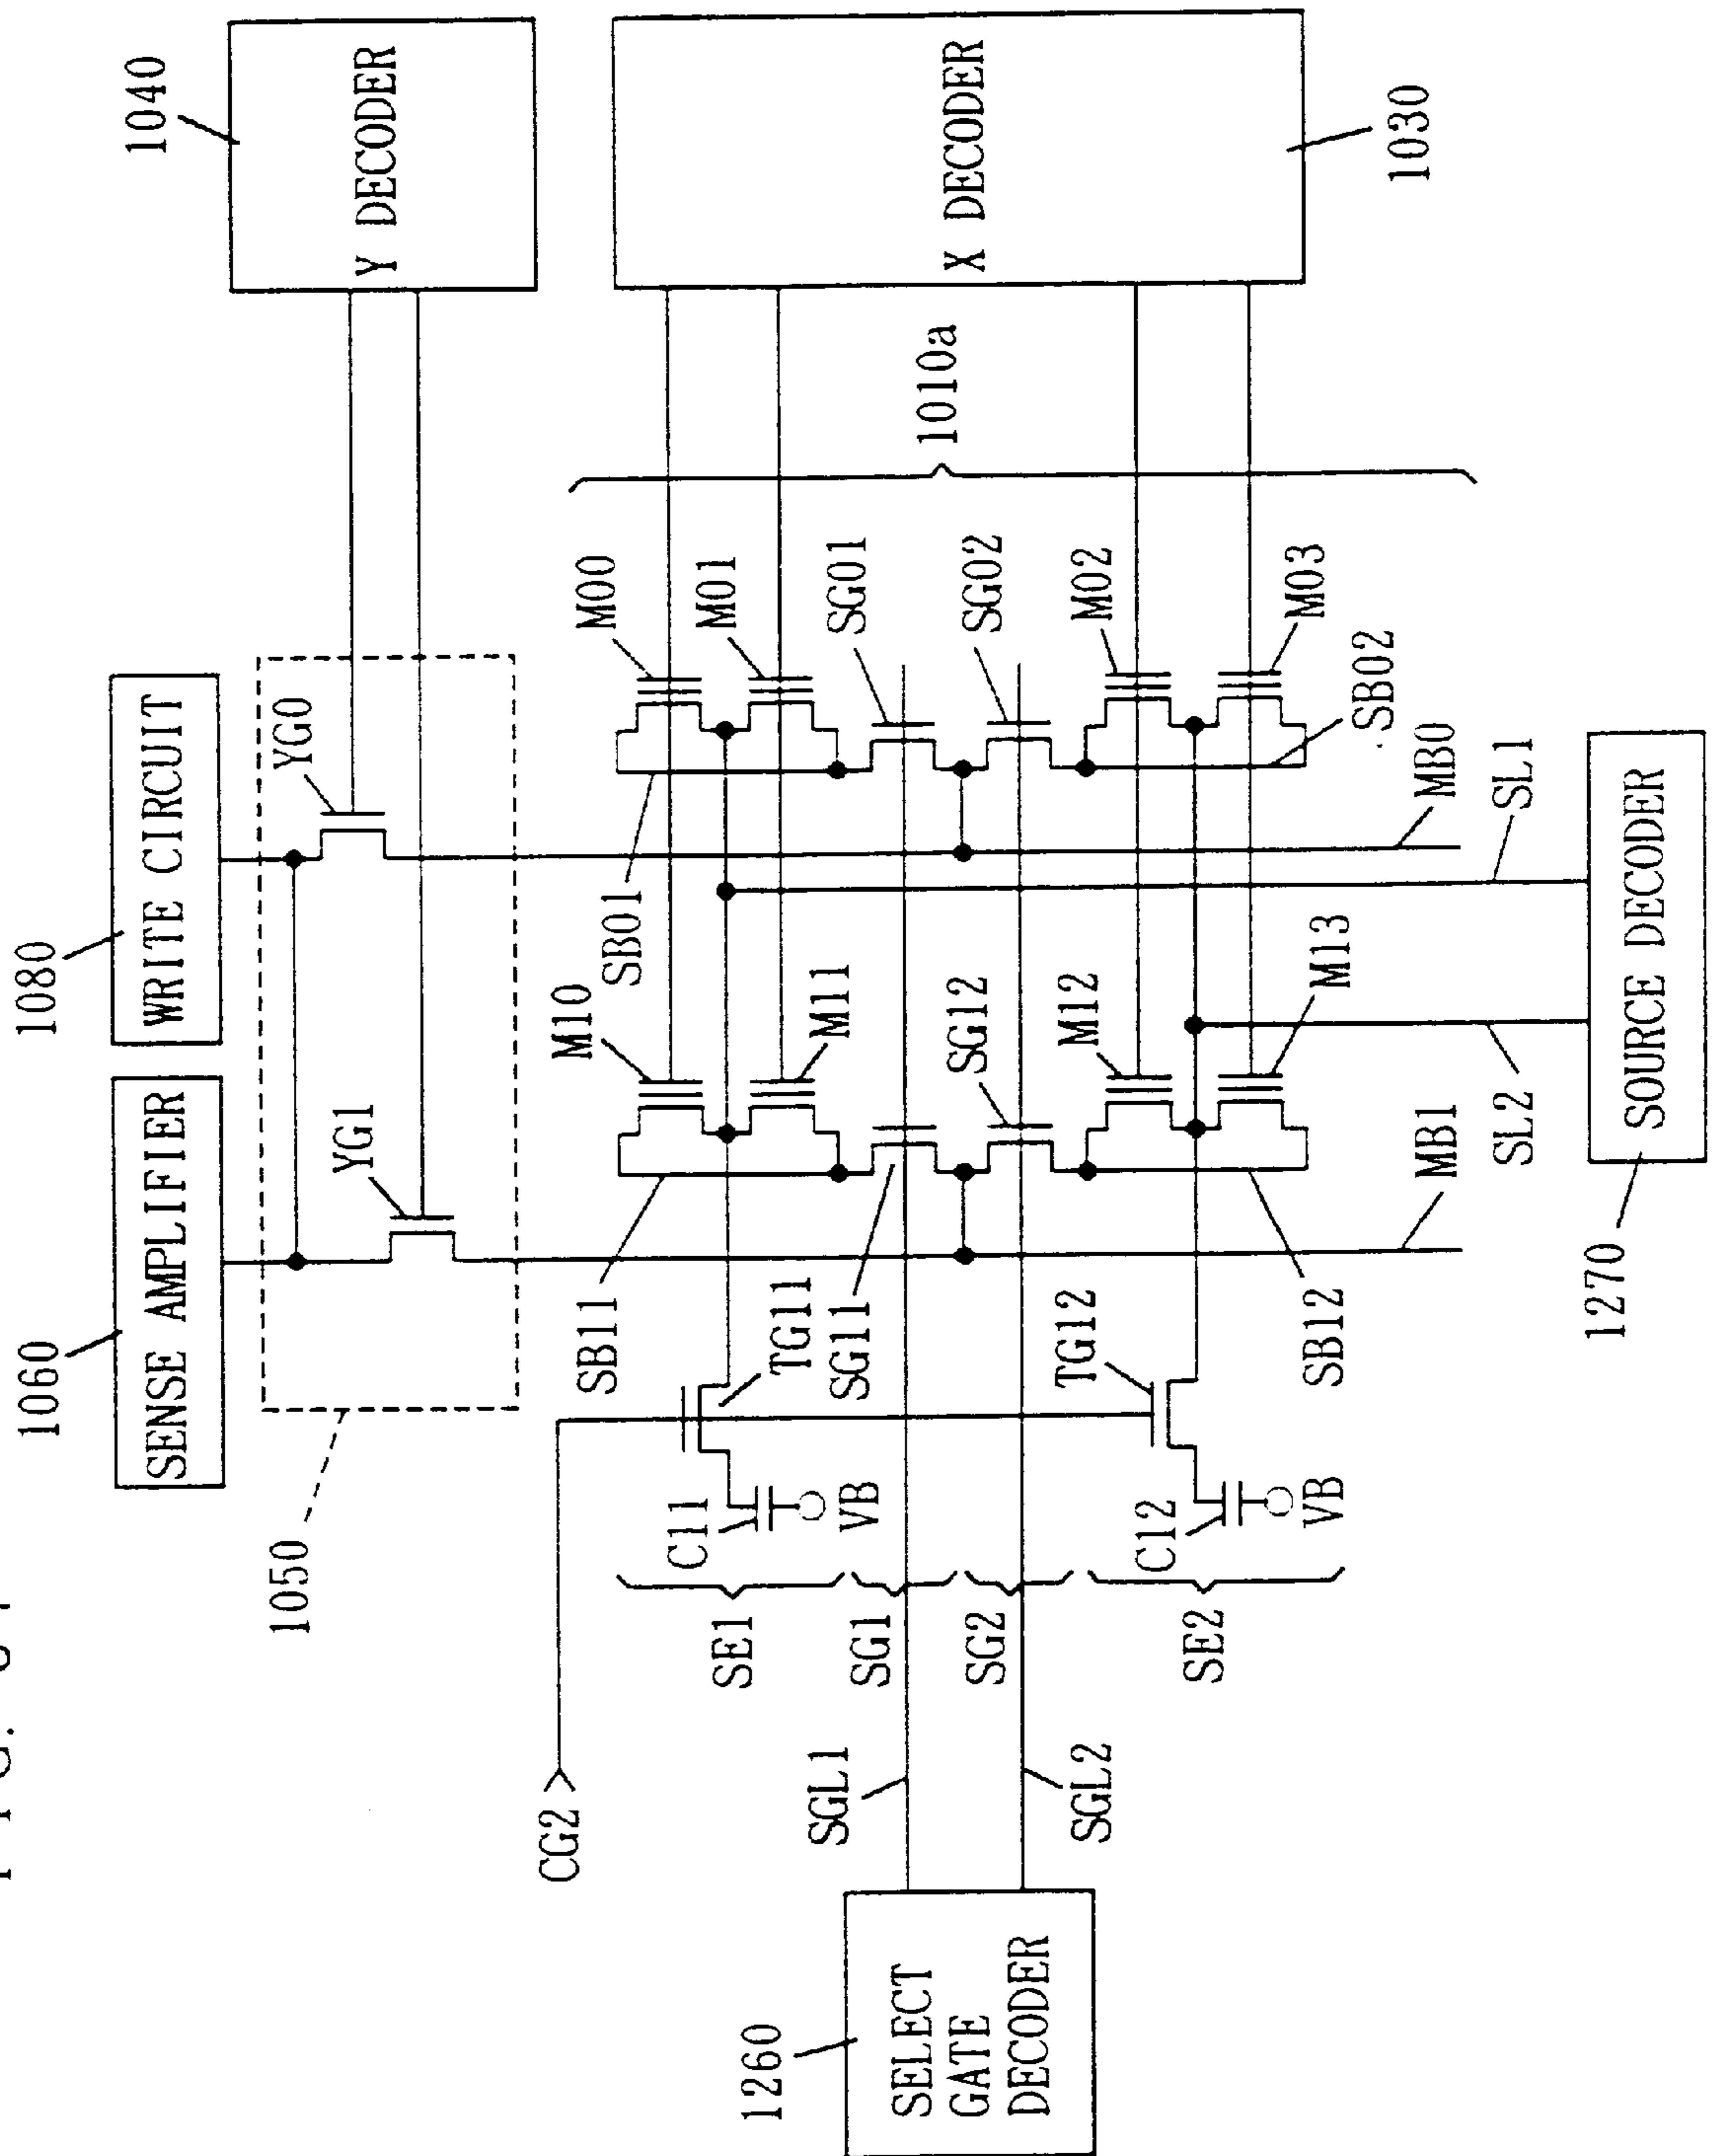 FIG.
1060
SENSE AMPLIFIER
1080
WRITE CIRCUIT
1040
Y DECODER
1050
YG1
YG0
CG2
1260
SELECT
GATE
DECODER
SGL1
SGL2
SE1
SG1
SG2
SE2
C11
VB
TG11
C12
VB
TG12
SB11
SG11
SB12
M10
M11
SG12
M12
M13
SB01
M00
M01
SG01
SG02
M02
M03
SB02
1010a
X DECODER
1030
MB1
SL2
SL1
MB0
1270
SOURCE DECODER